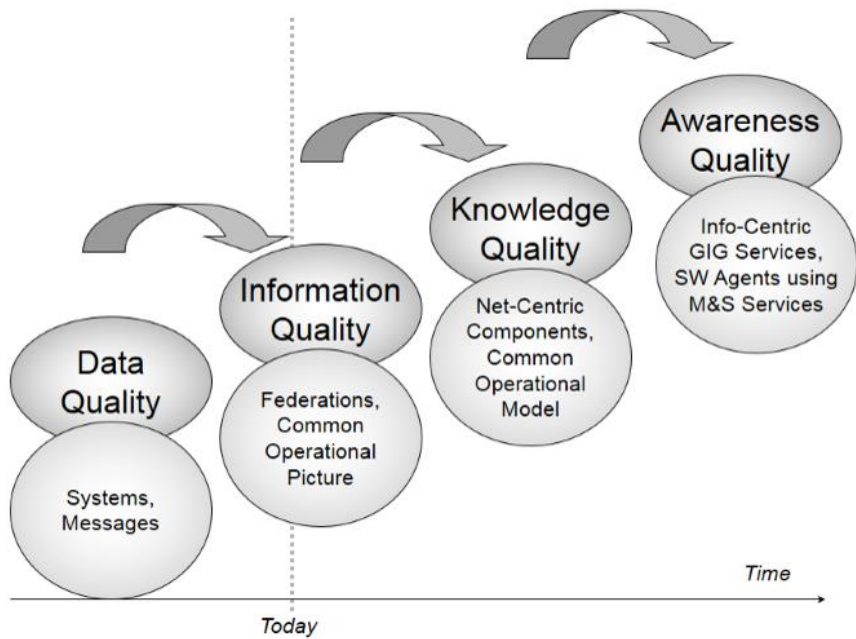 Awareness
Quality
Info-Centric
GIG Services,
SW Agents using
M&S Services
Knowledge
Quality
Net-Centric
Components,
Common
Operational
Model
Information
Quality
Federations,
Common
Operational
Picture
Data
Quality
Systems,
Messages
Time
Today